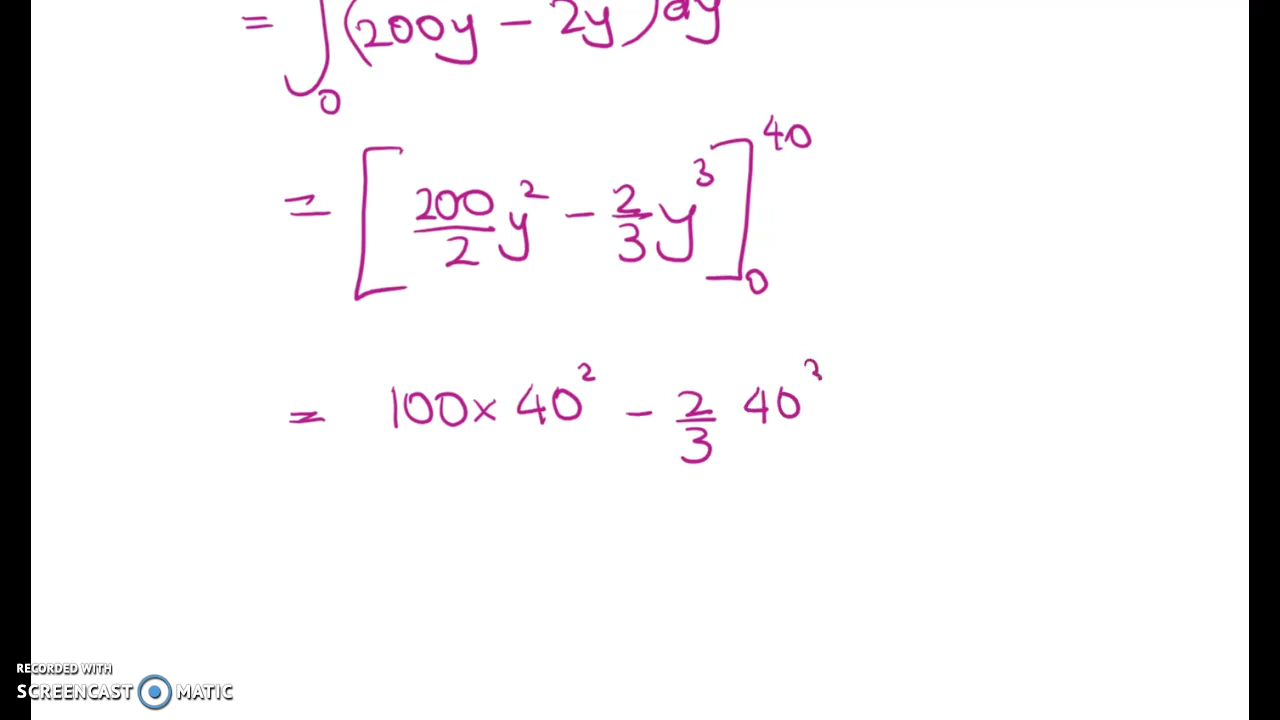 = ∫₀ (200y - 2y) dy
= [ 200/2 y² - 2/3 y³ ]₀⁴⁰
= 100 × 40² - 2/3 40³
RECORDED WITH
SCREENCAST MATIC